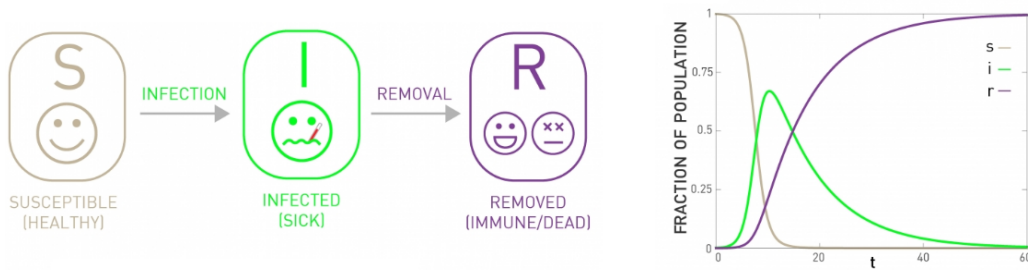 S
INFECTION
I
REMOVAL
R
SUSCEPTIBLE
(HEALTHY)
INFECTED
(SICK)
REMOVED
(IMMUNE/DEAD)
FRACTION OF POPULATION
1
0.75
0.5
0.25
0
s
i
r
20
40
60
t